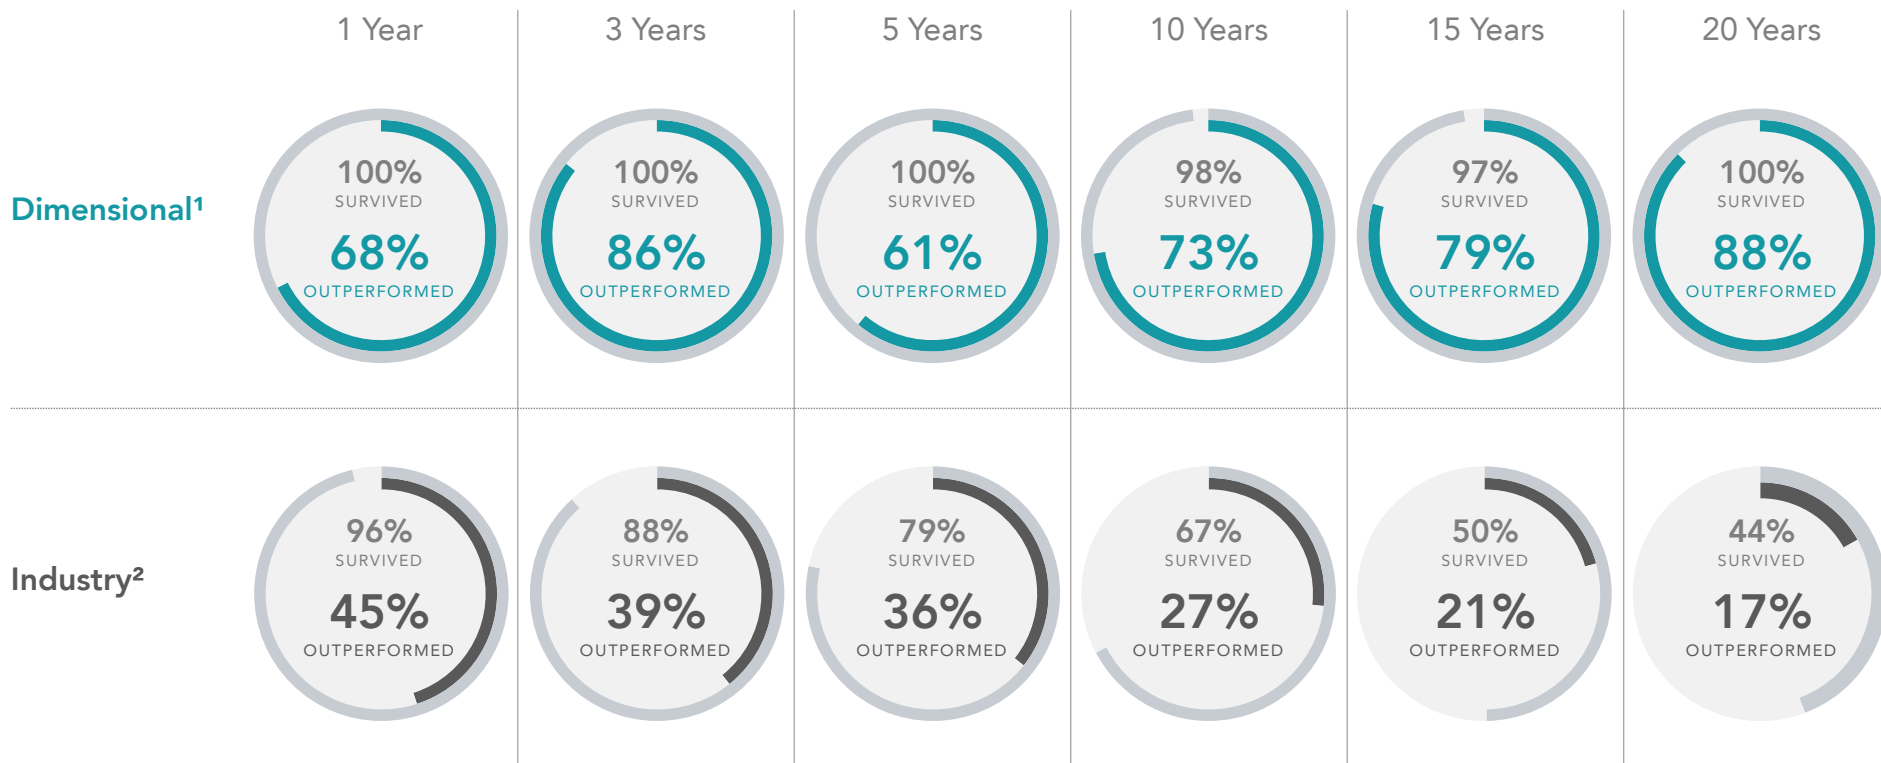 1 Year
3 Years
5 Years
10 Years
15 Years
20 Years
Dimensional¹
100%
SURVIVED
68%
OUTPERFORMED
100%
SURVIVED
86%
OUTPERFORMED
100%
SURVIVED
61%
OUTPERFORMED
98%
SURVIVED
73%
OUTPERFORMED
97%
SURVIVED
79%
OUTPERFORMED
100%
SURVIVED
88%
OUTPERFORMED
Industry²
96%
SURVIVED
45%
OUTPERFORMED
88%
SURVIVED
39%
OUTPERFORMED
79%
SURVIVED
36%
OUTPERFORMED
67%
SURVIVED
27%
OUTPERFORMED
50%
SURVIVED
21%
OUTPERFORMED
44%
SURVIVED
17%
OUTPERFORMED